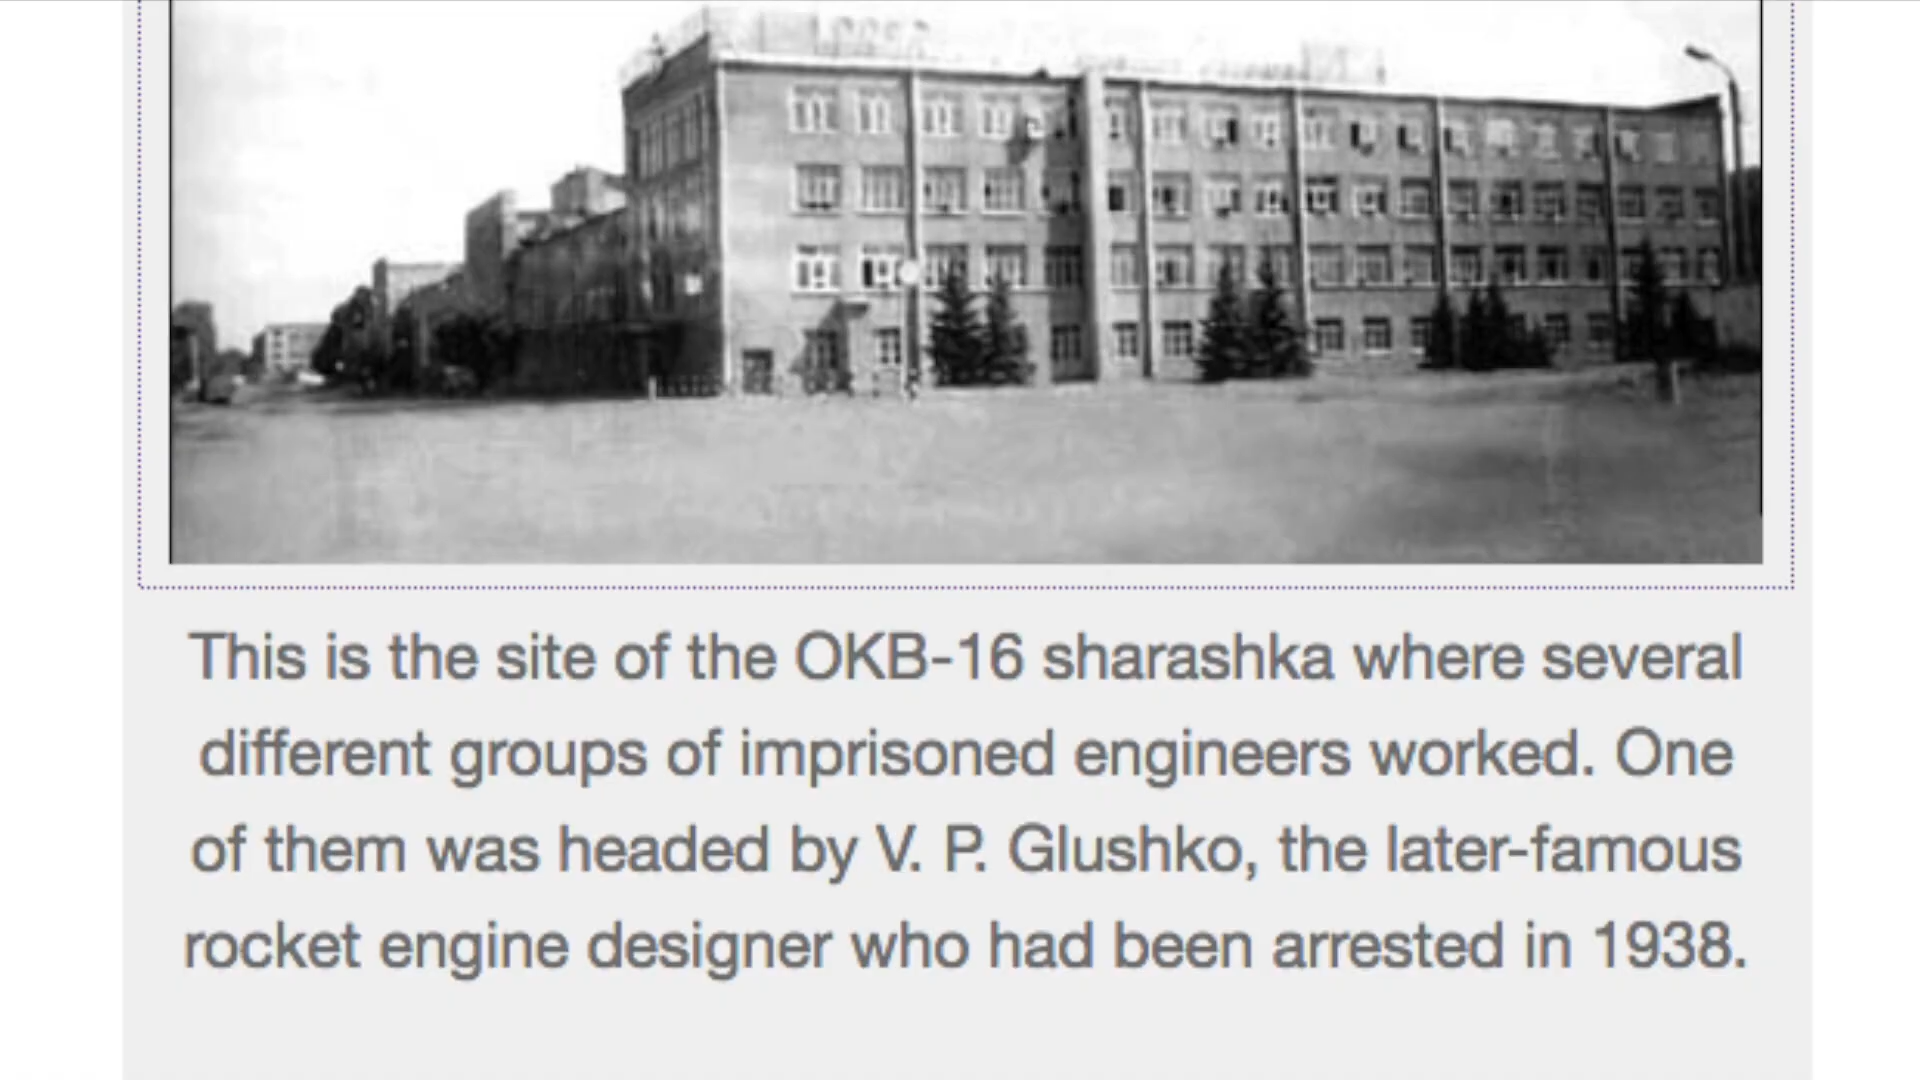 This is the site of the OKB-16 sharashka where several
different groups of imprisoned engineers worked. One
of them was headed by V. P. Glushko, the later-famous
rocket engine designer who had been arrested in 1938.